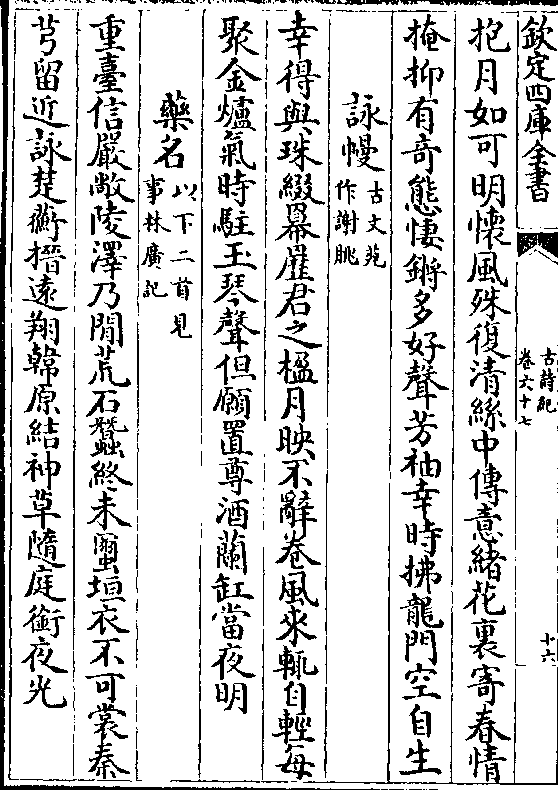 欽定四庫全書
古詩紀
卷六十七
十六
抱月如可明懷風殊復清絲中傳意緒花裏寄春情
掩抑有奇態悽鏘多好聲芳袖幸時拂龍門空自生
詠幔 古文苑作謝朓
幸得與珠綴羃䍥君之楹月映不辭卷風來輒自輕每
聚金爐氣時駐玉琴聲但願置尊酒蘭缸當夜明
藥名 以下二首見事林廣記
重臺信嚴敞陵澤乃閒荒石蠶終未繭垣衣不可裳秦
芎留近詠楚蘅搢遠翔韓原結神草隨庭銜夜光